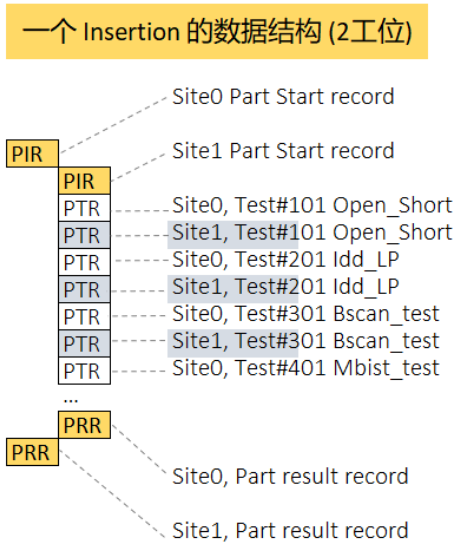 一个 Insertion 的数据结构 (2工位)
Site0 Part Start record
PIR
Site1 Part Start record
PIR
PTR Site0, Test#101 Open_Short
PTR Site1, Test#101 Open_Short
PTR Site0, Test#201 Idd_LP
PTR Site1, Test#201 Idd_LP
PTR Site0, Test#301 Bscan_test
PTR Site1, Test#301 Bscan_test
PTR Site0, Test#401 Mbist_test
...
PRR
PRR
Site0, Part result record
Site1, Part result record